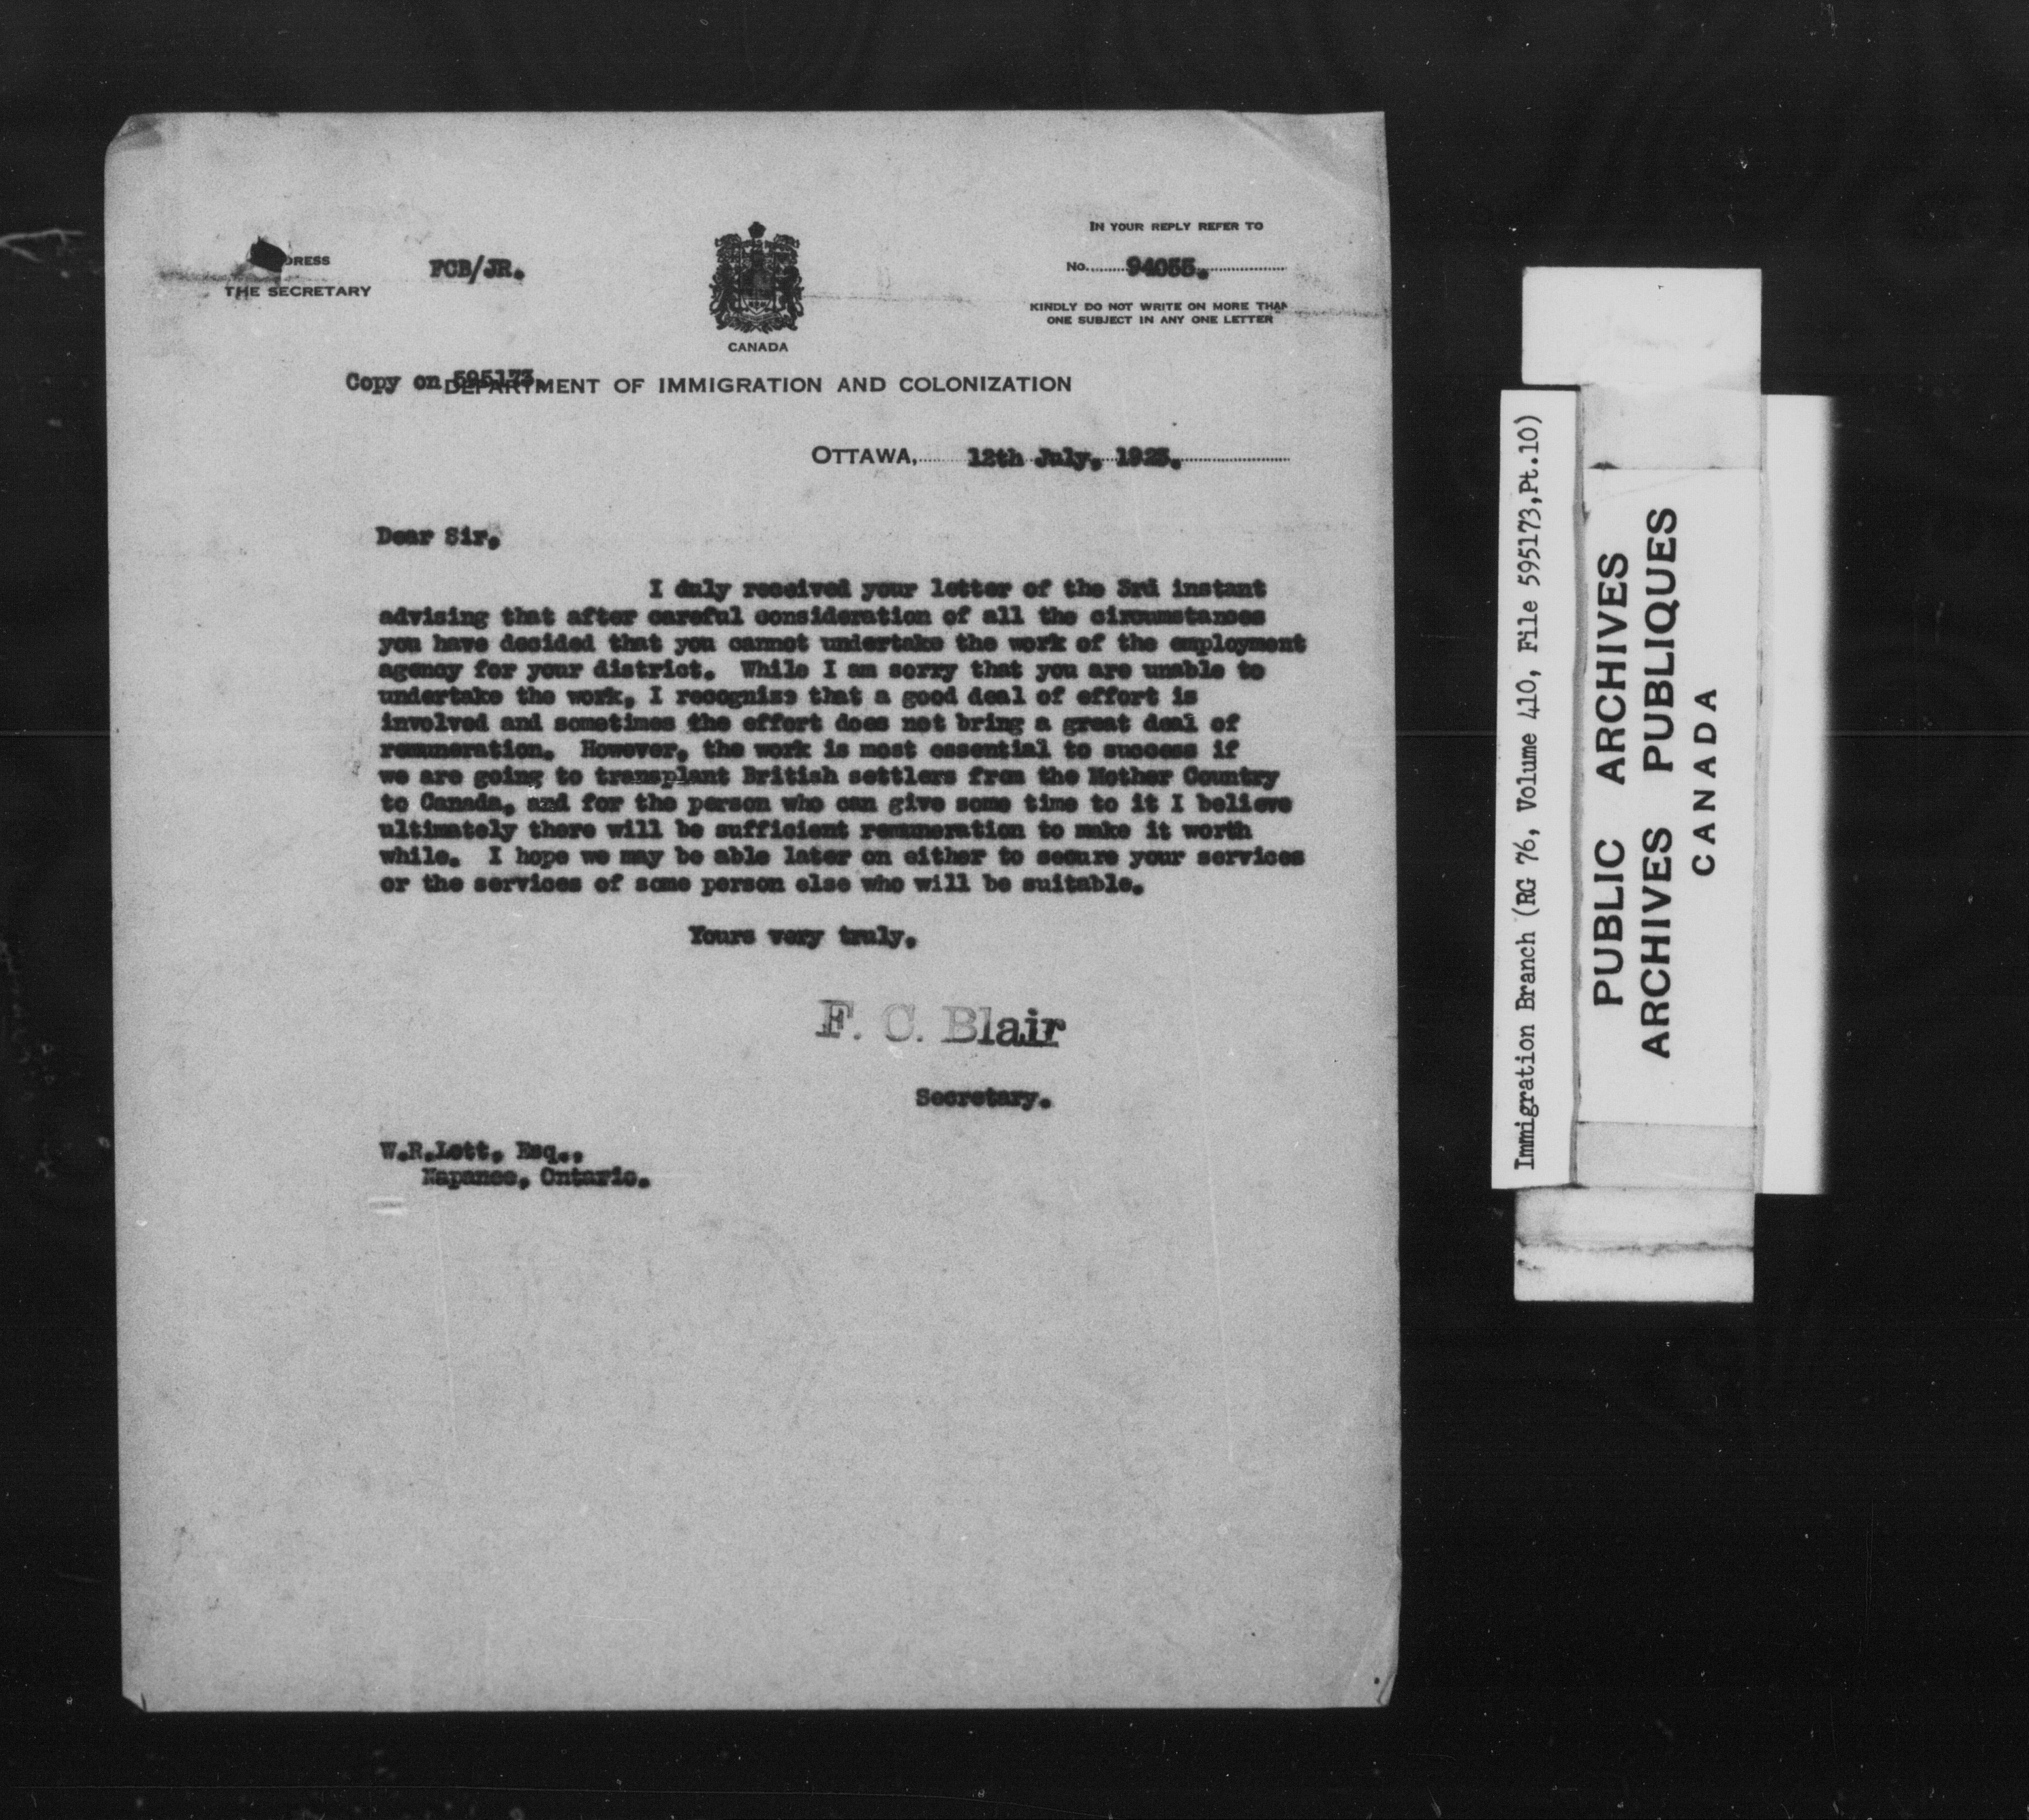 DRESS
THE SECRETARY
FCB/JR.
CANADA
IN YOUR REPLY REFER TO
No. 94055.
KINDLY DO NOT WRITE ON MORE THAN
ONE SUBJECT IN ANY ONE LETTER
Copy on 595173.
DEPARTMENT OF IMMIGRATION AND COLONIZATION
OTTAWA, 12th July, 1923.
Dear Sir,
I duly received your letter of the 3rd instant
advising that after careful consideration of all the circumstances
you have decided that you cannot undertake the work of the employment
agency for your district. While I am sorry that you are unable to
undertake the work, I recognize that a good deal of effort is
involved and sometimes the effort does not bring a great deal of
remuneration. However, the work is most essential to success if
we are going to transplant British settlers from the Mother Country
to Canada, and for the person who can give some time to it I believe
ultimately there will be sufficient remuneration to make it worth
while. I hope we may be able later on either to secure your services
or the services of some person else who will be suitable.
Yours very truly,
F. C. Blair
Secretary.
W.R.Lott, Esq.,
Napanee, Ontario.
Immigration Branch (RG 76, Volume 410, File 595173,Pt.10)
PUBLIC ARCHIVES
ARCHIVES PUBLIQUES
CANADA